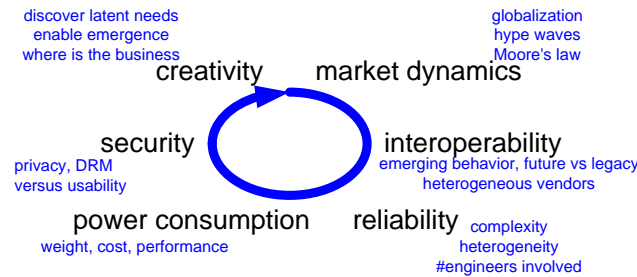 discover latent needs
enable emergence
where is the business
creativity
globalization
hype waves
Moore's law
market dynamics
security
privacy, DRM
versus usability
interoperability
emerging behavior, future vs legacy
heterogeneous vendors
power consumption
weight, cost, performance
reliability
complexity
heterogeneity
#engineers involved